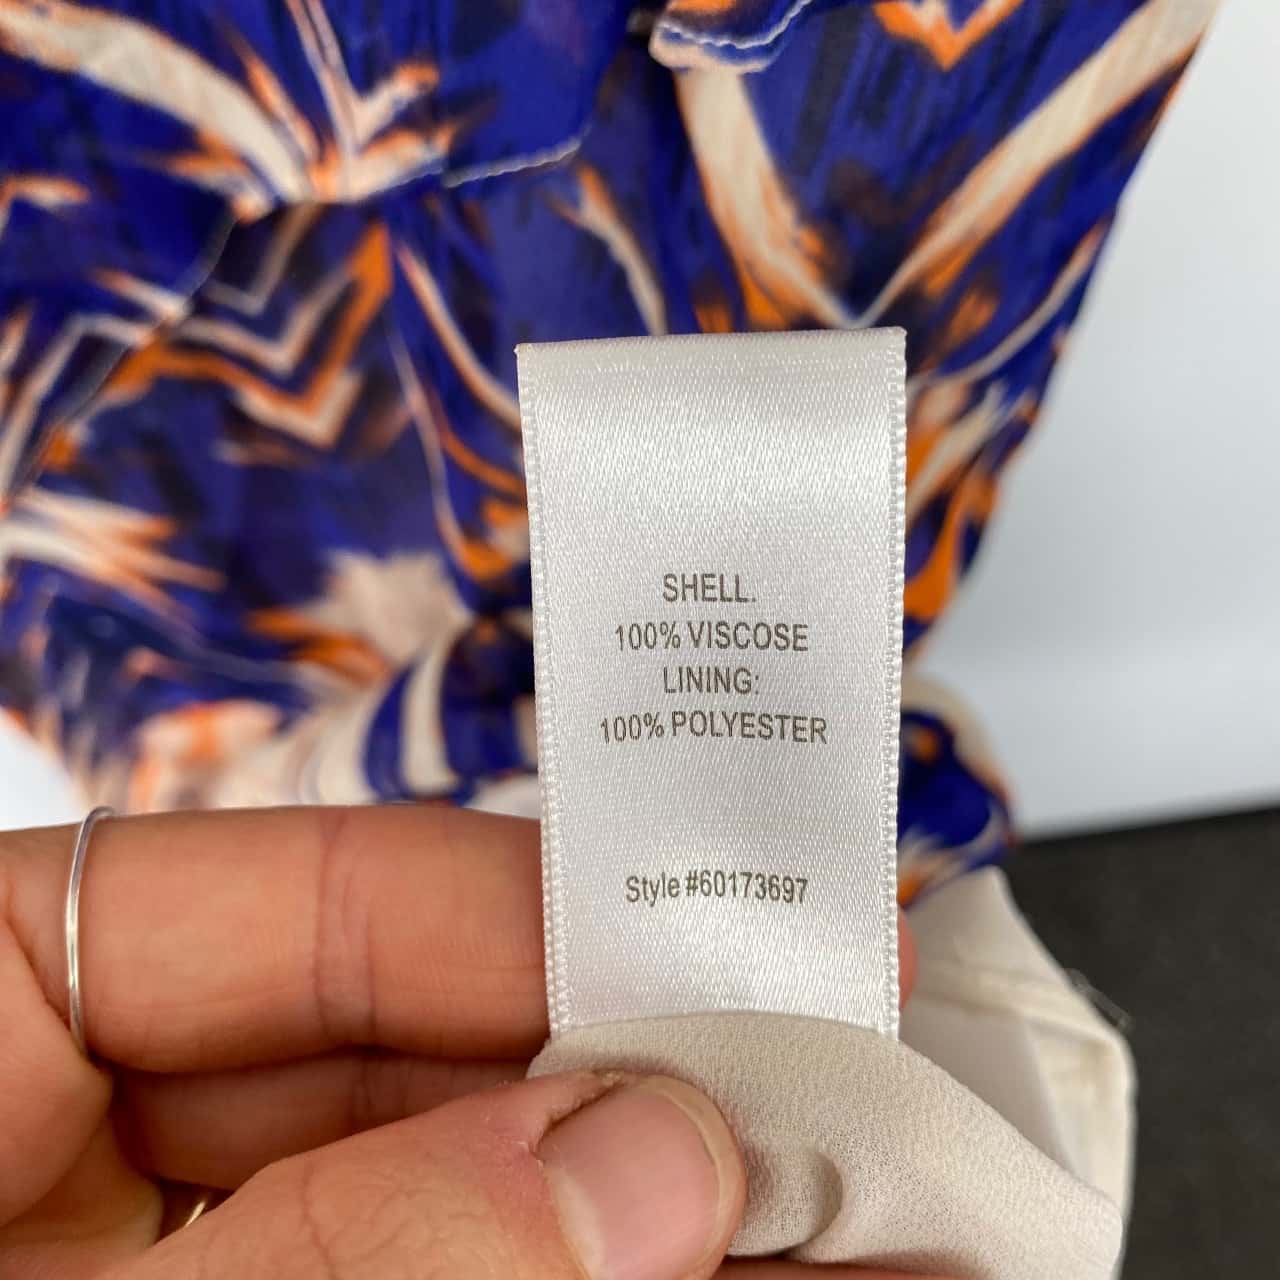 SHELL.
100% VISCOSE
LINING:
100% POLYESTER
Style #60173697